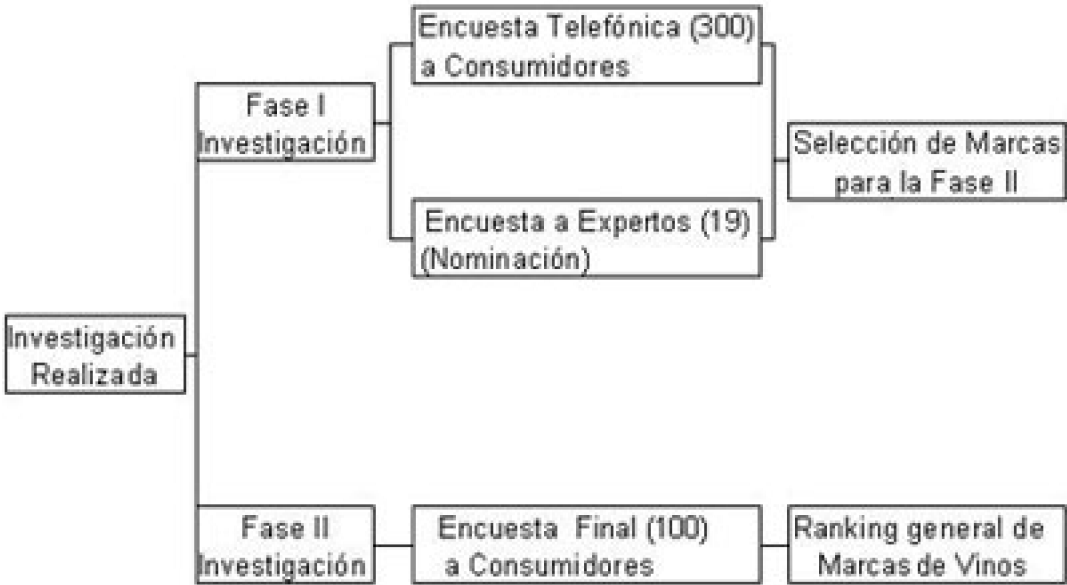 Encuesta Telefónica (300)
a Consumidores
Fase I
Investigación
Selección de Marcas
para la Fase II
Encuesta a Expertos (19)
(Nominación)
Investigación
Realizada
Fase II
Investigación
Encuesta Final (100)
a Consumidores
Ranking general de
Marcas de Vinos